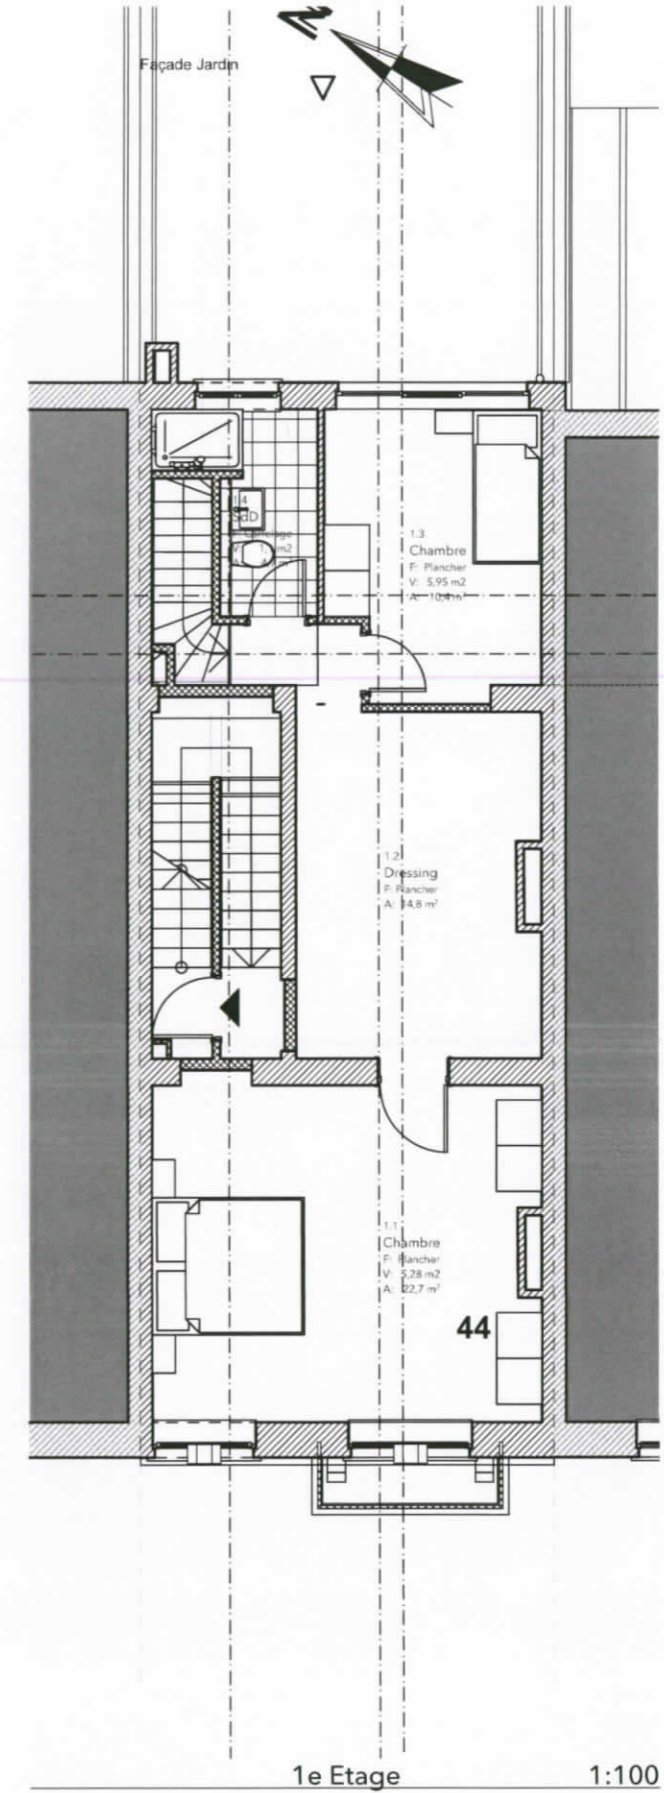 N
Façade Jardin
1.4
SdD
1.3
Chambre
F: Plancher
V: 5,95 m2
A: 10,4 m²
1.2
Dressing
F: Plancher
A: 14,8 m²
1.1
Chambre
F: Plancher
V: 5,28 m2
A: 22,7 m²
44
1e Etage 1:100